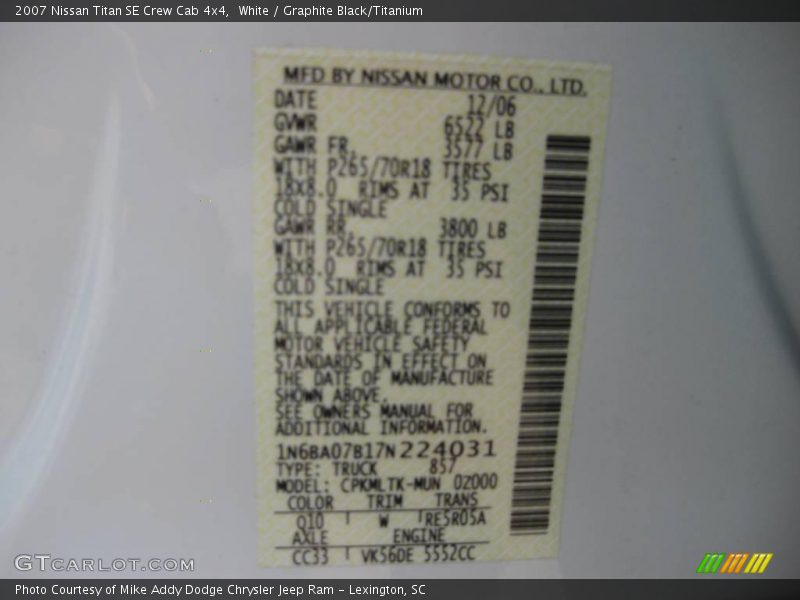 2007 Nissan Titan SE Crew Cab 4x4,  White / Graphite Black/Titanium
MFD BY NISSAN MOTOR CO., LTD.
DATE 12/06
GVWR 6522 LB
GAWR FR. 3577 LB
WITH P265/70R18 TIRES
18X8.0 RIMS AT 35 PSI
COLD SINGLE
GAWR RR. 3800 LB
WITH P265/70R18 TIRES
18X8.0 RIMS AT 35 PSI
COLD SINGLE
THIS VEHICLE CONFORMS TO
ALL APPLICABLE FEDERAL
MOTOR VEHICLE SAFETY
STANDARDS IN EFFECT ON
THE DATE OF MANUFACTURE
SHOWN ABOVE.
SEE OWNERS MANUAL FOR
ADDITIONAL INFORMATION.
1N6BA07B17N224031
TYPE: TRUCK 857
MODEL: CPKMLTK-MUN 0Z000
COLOR TRIM TRANS
Q10 W RE5R05A
AXLE ENGINE
CC33 VK56DE 5552CC
GTCARLOT.COM
Photo Courtesy of Mike Addy Dodge Chrysler Jeep Ram – Lexington, SC